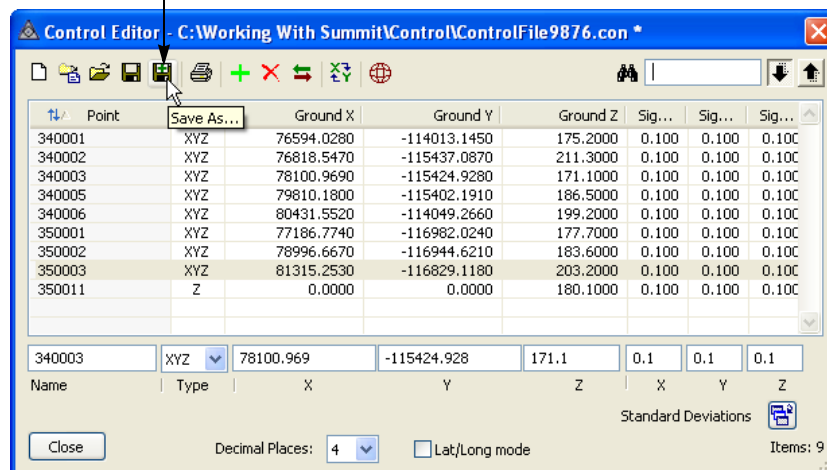 Control Editor - C:\Working With Summit\Control\ControlFile9876.con *
Save As...
Point Ground X Ground Y Ground Z Sig... Sig... Sig...
340001 XYZ 76594.0280 -114013.1450 175.2000 0.100 0.100 0.100
340002 XYZ 76818.5470 -115437.0870 211.3000 0.100 0.100 0.100
340003 XYZ 78100.9690 -115424.9280 171.1000 0.100 0.100 0.100
340005 XYZ 79810.1800 -115402.1910 186.5000 0.100 0.100 0.100
340006 XYZ 80431.5520 -114049.2660 199.2000 0.100 0.100 0.100
350001 XYZ 77186.7740 -116982.0240 177.7000 0.100 0.100 0.100
350002 XYZ 78996.6670 -116944.6210 183.6000 0.100 0.100 0.100
350003 XYZ 81315.2530 -116829.1180 203.2000 0.100 0.100 0.100
350011 Z 0.0000 0.0000 180.1000 0.100 0.100 0.100
340003 XYZ 78100.969 -115424.928 171.1 0.1 0.1 0.1
Name Type X Y Z X Y Z
Standard Deviations
Close Decimal Places: 4 Lat/Long mode Items: 9